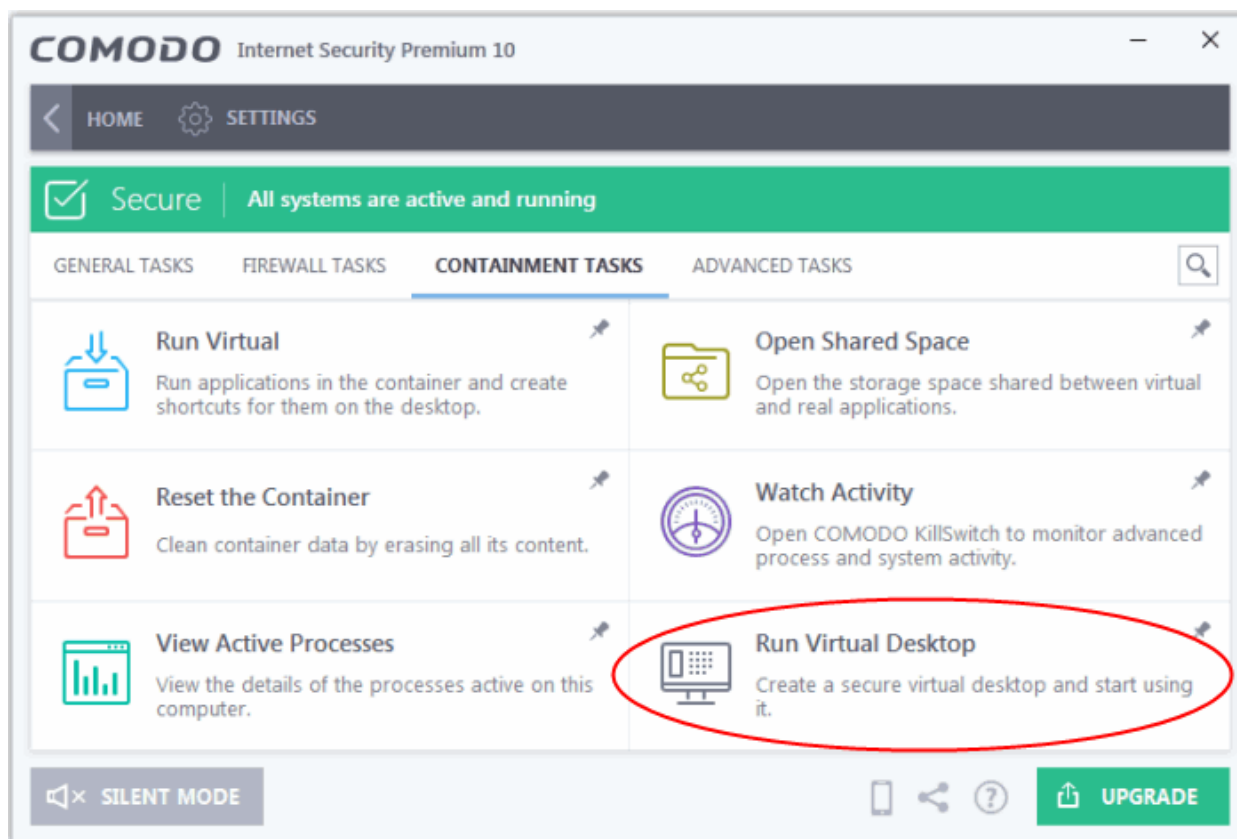 COMODO Internet Security Premium 10
HOME SETTINGS
Secure All systems are active and running
GENERAL TASKS FIREWALL TASKS CONTAINMENT TASKS ADVANCED TASKS
Run Virtual
Run applications in the container and create
shortcuts for them on the desktop.
Open Shared Space
Open the storage space shared between virtual
and real applications.
Reset the Container
Clean container data by erasing all its content.
Watch Activity
Open COMODO KillSwitch to monitor advanced
process and system activity.
View Active Processes
View the details of the processes active on this
computer.
Run Virtual Desktop
Create a secure virtual desktop and start using
it.
SILENT MODE
UPGRADE